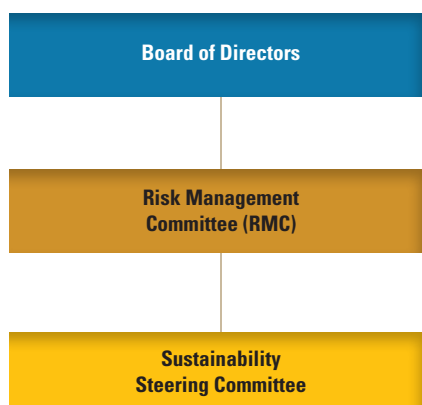 Board of Directors
Risk Management
Committee (RMC)
Sustainability
Steering Committee